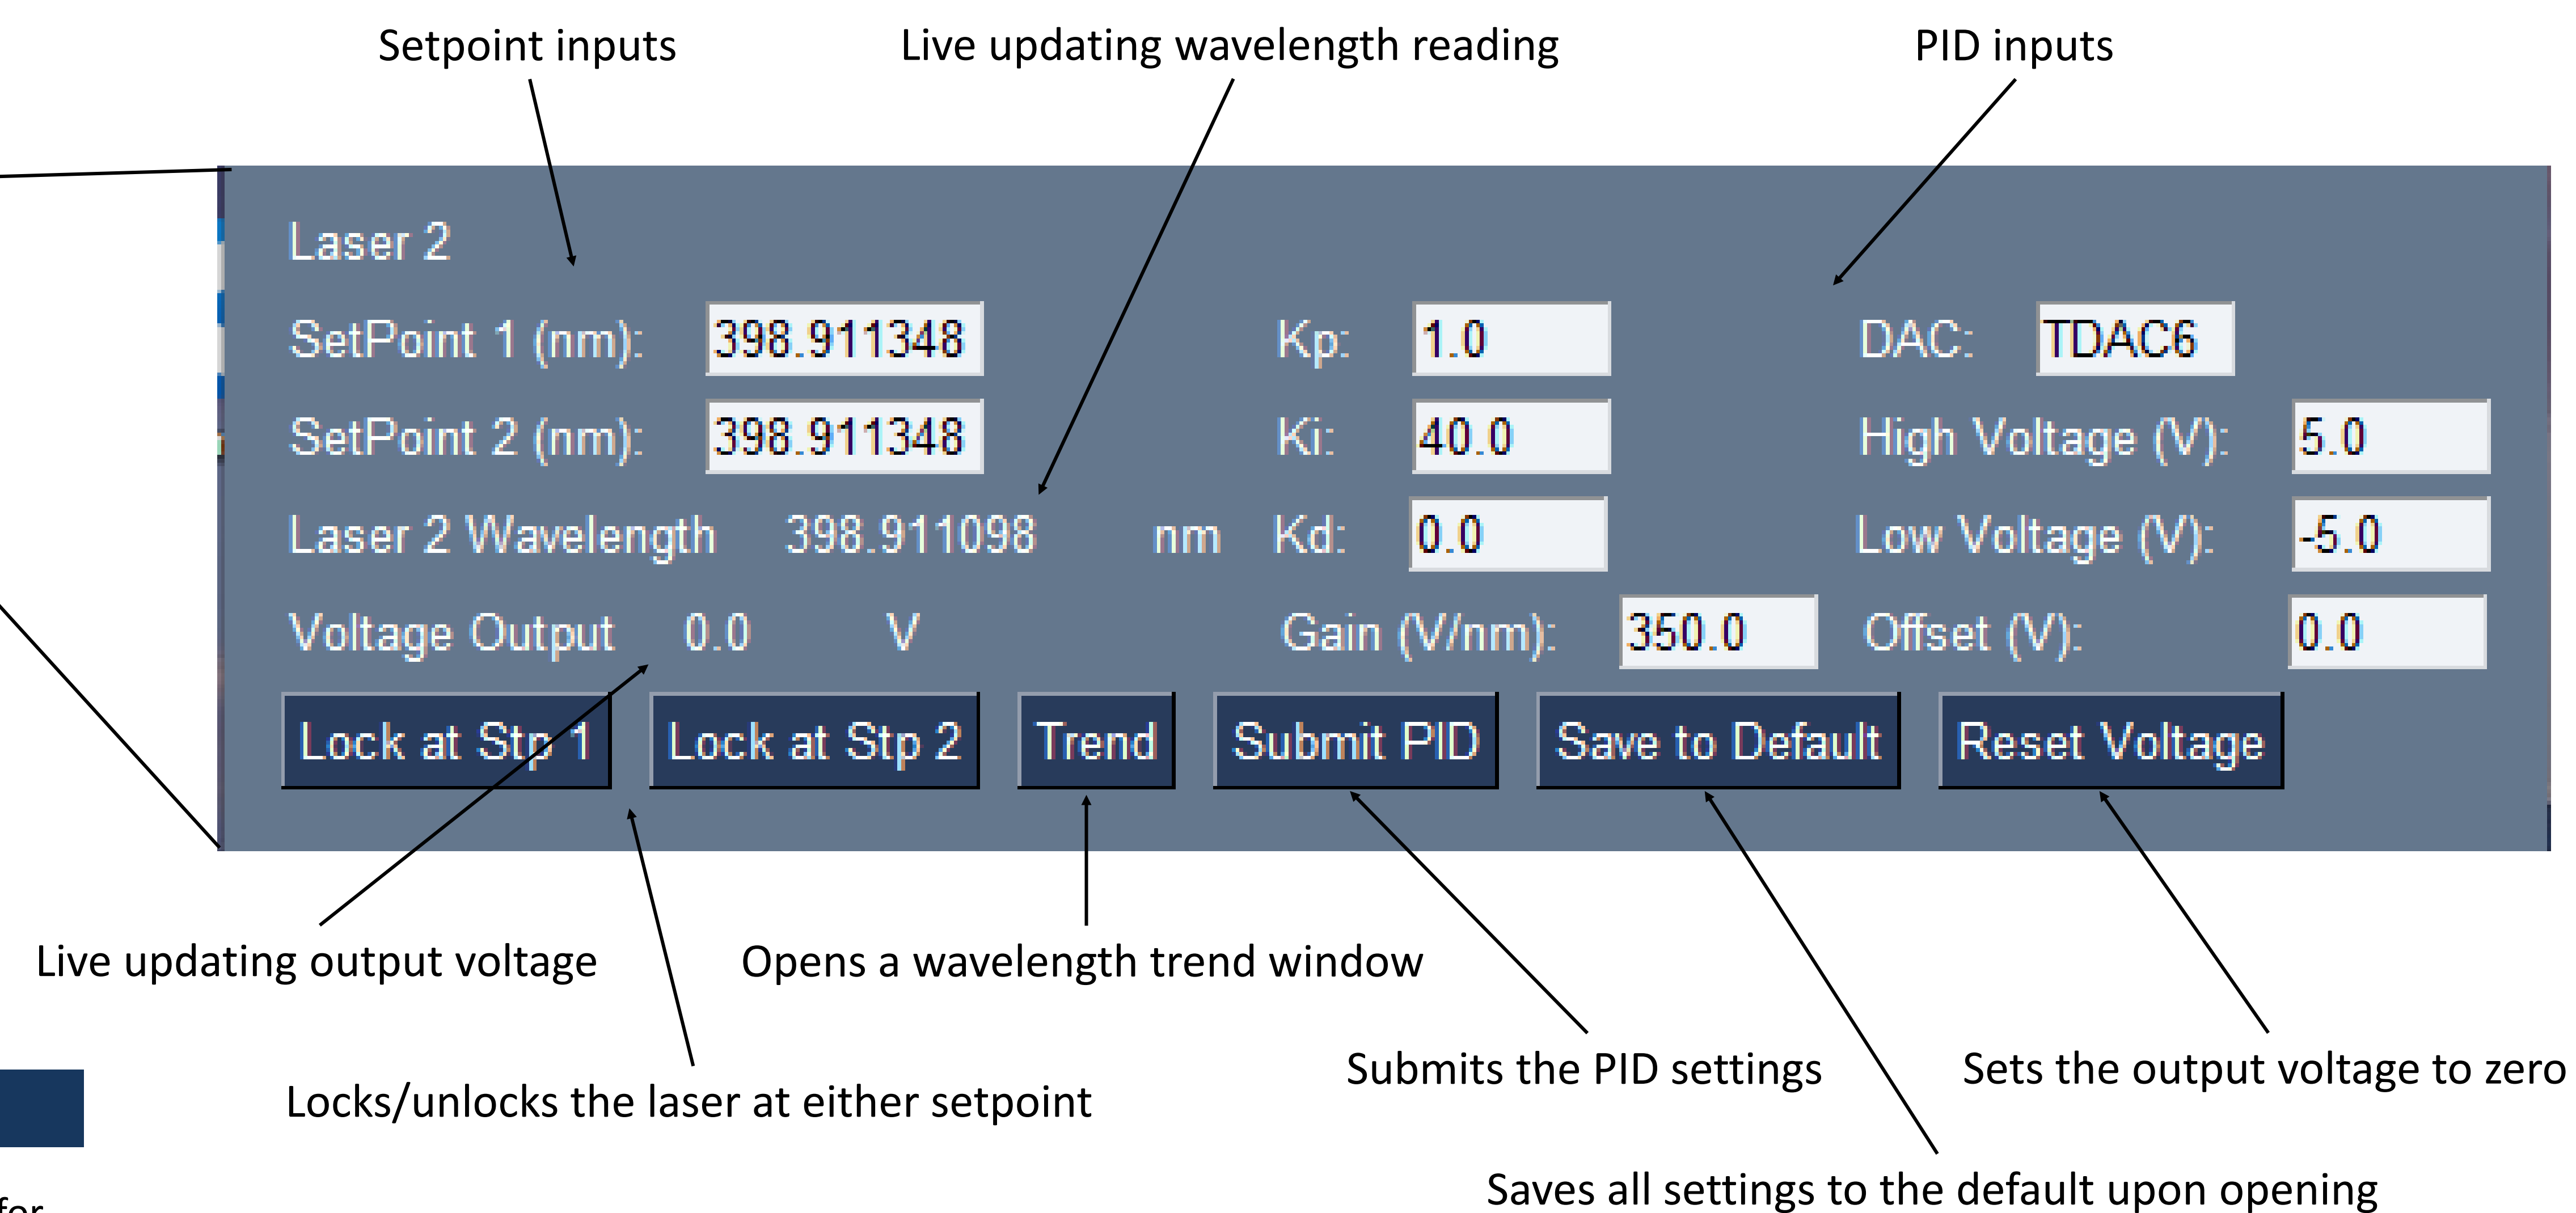 Setpoint inputs Live updating wavelength reading PID inputs
Laser 2
SetPoint 1 (nm): 398.911348 Kp: 1.0 DAC: TDAC6
SetPoint 2 (nm): 398.911348 Ki: 40.0 High Voltage (V): 5.0
Laser 2 Wavelength 398.911098 nm Kd: 0.0 Low Voltage (V): -5.0
Voltage Output 0.0 V Gain (V/nm): 350.0 Offset (V): 0.0
Lock at Stp 1 Lock at Stp 2 Trend Submit PID Save to Default Reset Voltage
Live updating output voltage Opens a wavelength trend window
Submits the PID settings Sets the output voltage to zero
Locks/unlocks the laser at either setpoint
Saves all settings to the default upon opening